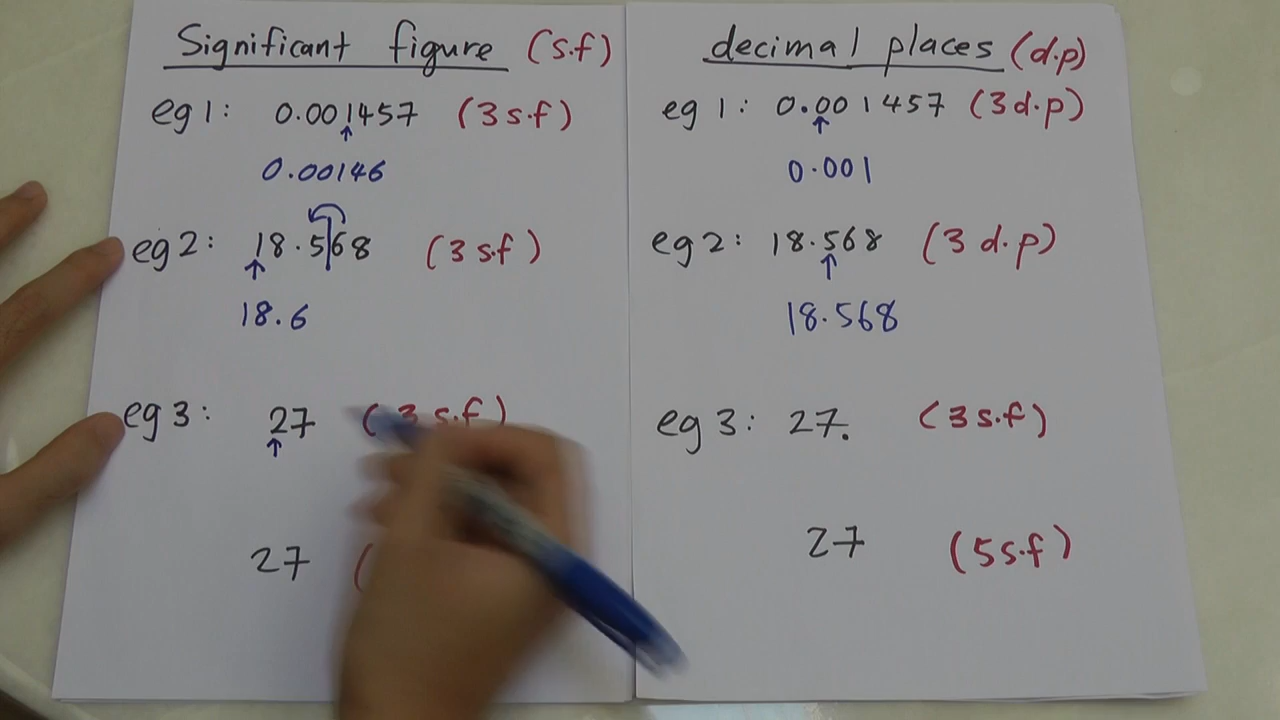 Significant figure (s.f)
eg 1: 0.001457 (3 s.f)
0.00146
eg 2: 18.568 (3 s.f)
18.6
eg 3: 27 (3 s.f)
27 (
decimal places (d.p)
eg 1: 0.001457 (3 d.p)
0.001
eg 2: 18.568 (3 d.p)
18.568
eg 3: 27. (3 s.f)
27 (5 s.f)